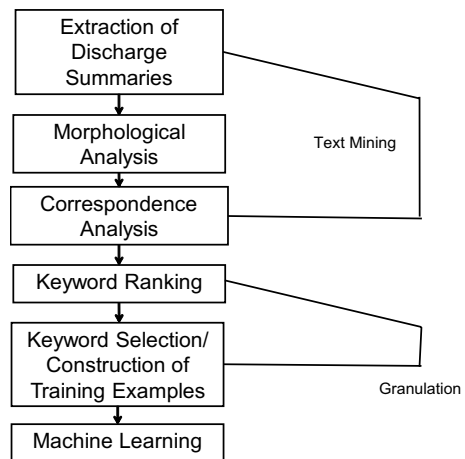 Extraction of
Discharge
Summaries
Morphological
Analysis
Text Mining
Correspondence
Analysis
Keyword Ranking
Keyword Selection/
Construction of
Training Examples
Granulation
Machine Learning